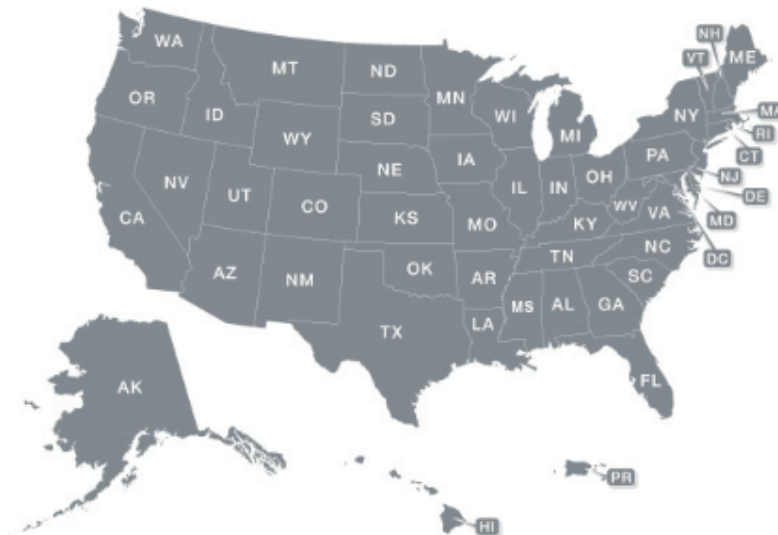 WA
MT
ND
MN
OR
ID
WY
SD
WI
MI
NH
VT
ME
NY
MA
RI
CT
NV
UT
CO
NE
IA
IL
IN
OH
PA
NJ
DE
MD
DC
CA
KS
MO
KY
WV
VA
AZ
NM
OK
AR
TN
NC
SC
TX
LA
MS
AL
GA
FL
AK
HI
PR